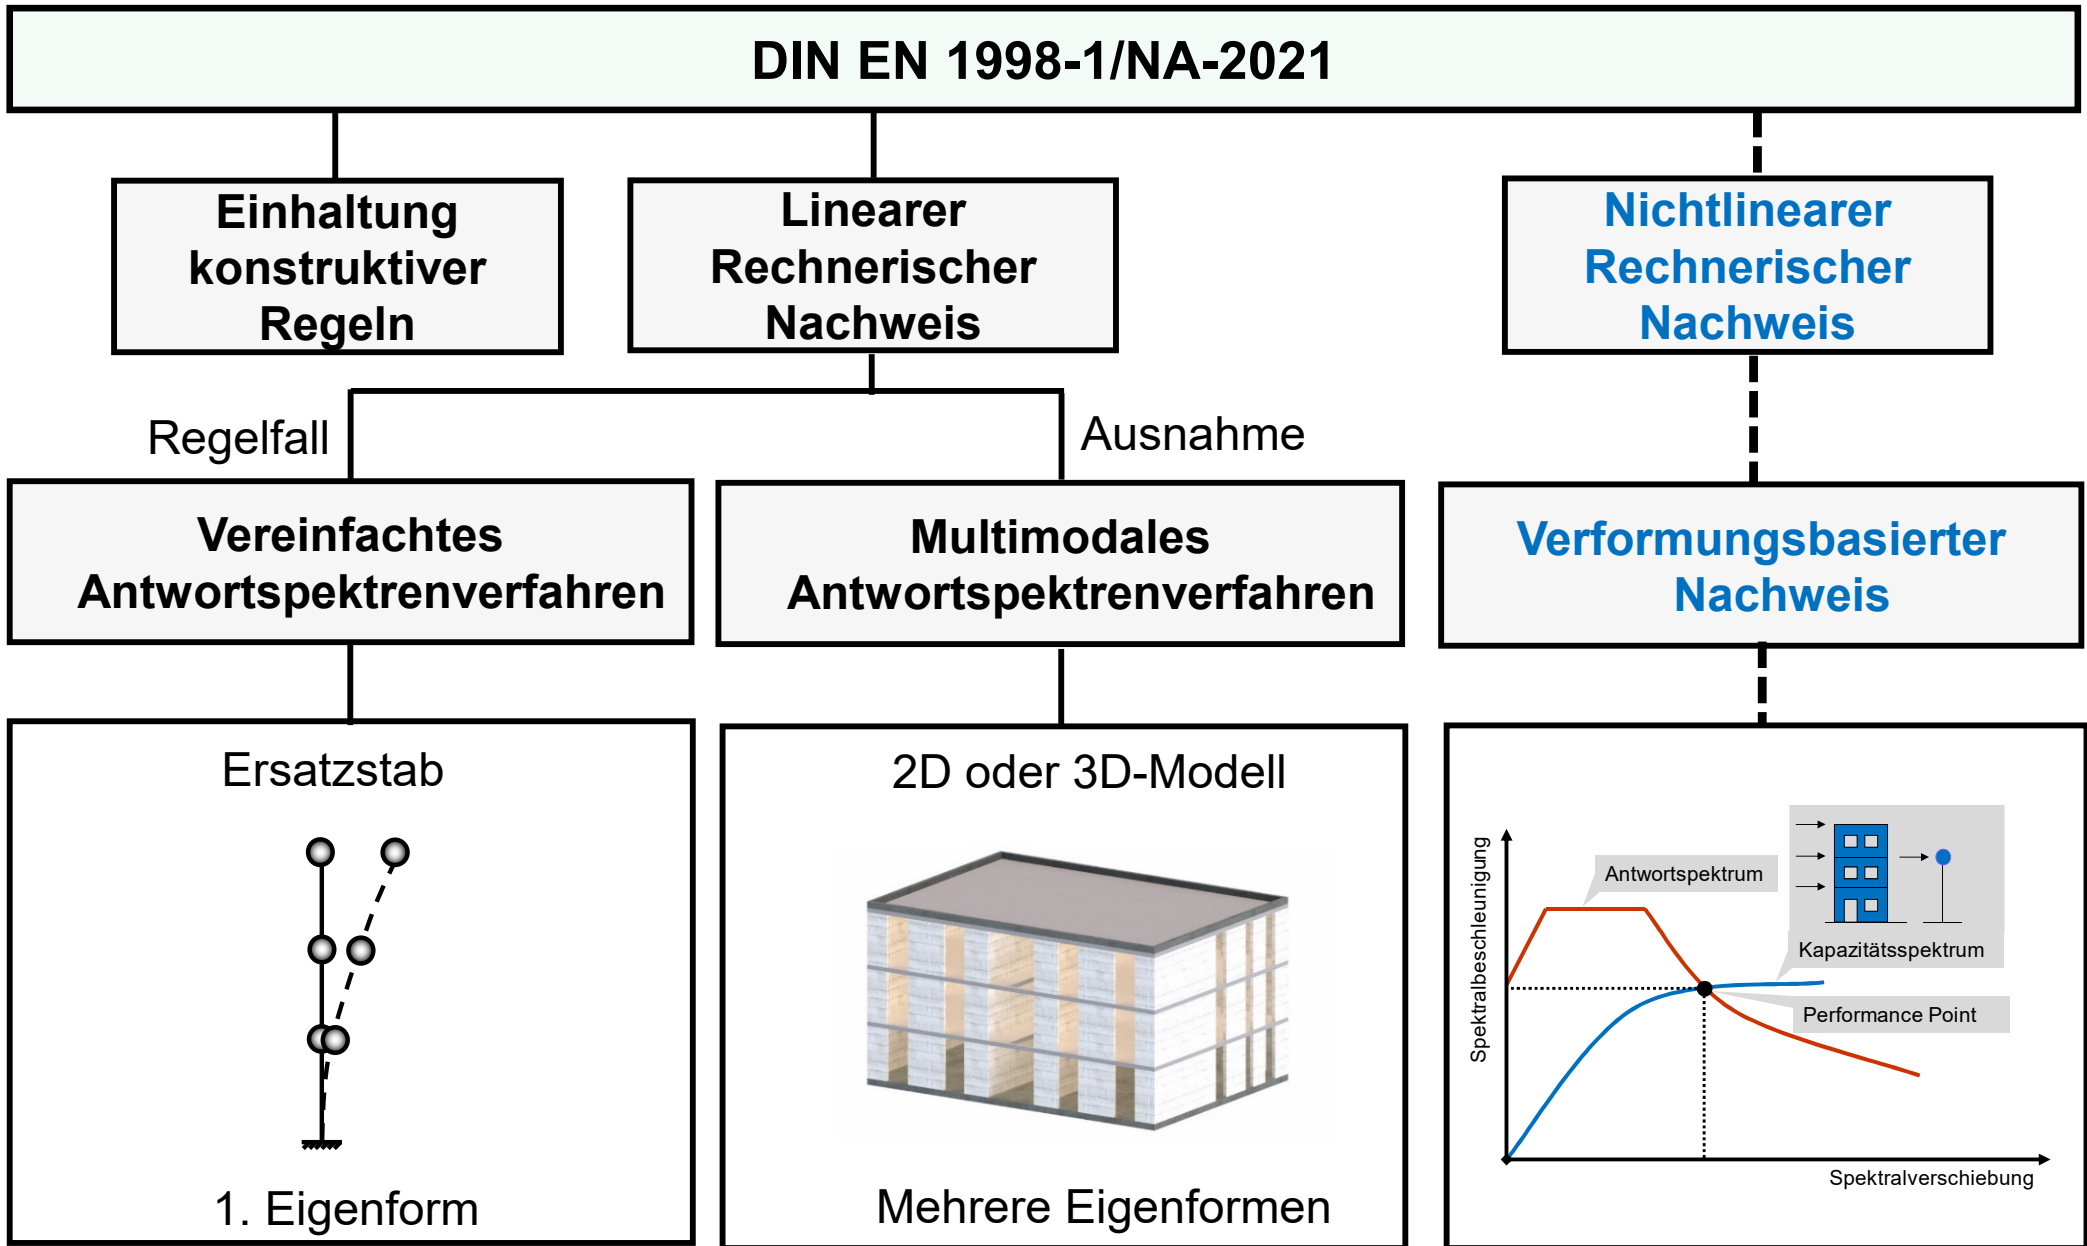 DIN EN 1998-1/NA-2021
Einhaltung
konstruktiver
Regeln
Linearer
Rechnerischer
Nachweis
Nichtlinearer
Rechnerischer
Nachweis
Regelfall
Ausnahme
Vereinfachtes
Antwortspektrenverfahren
Multimodales
Antwortspektrenverfahren
Verformungsbasierter
Nachweis
Ersatzstab
1. Eigenform
2D oder 3D-Modell
Mehrere Eigenformen
Spektralbeschleunigung
Antwortspektrum
Kapazitätsspektrum
Performance Point
Spektralverschiebung